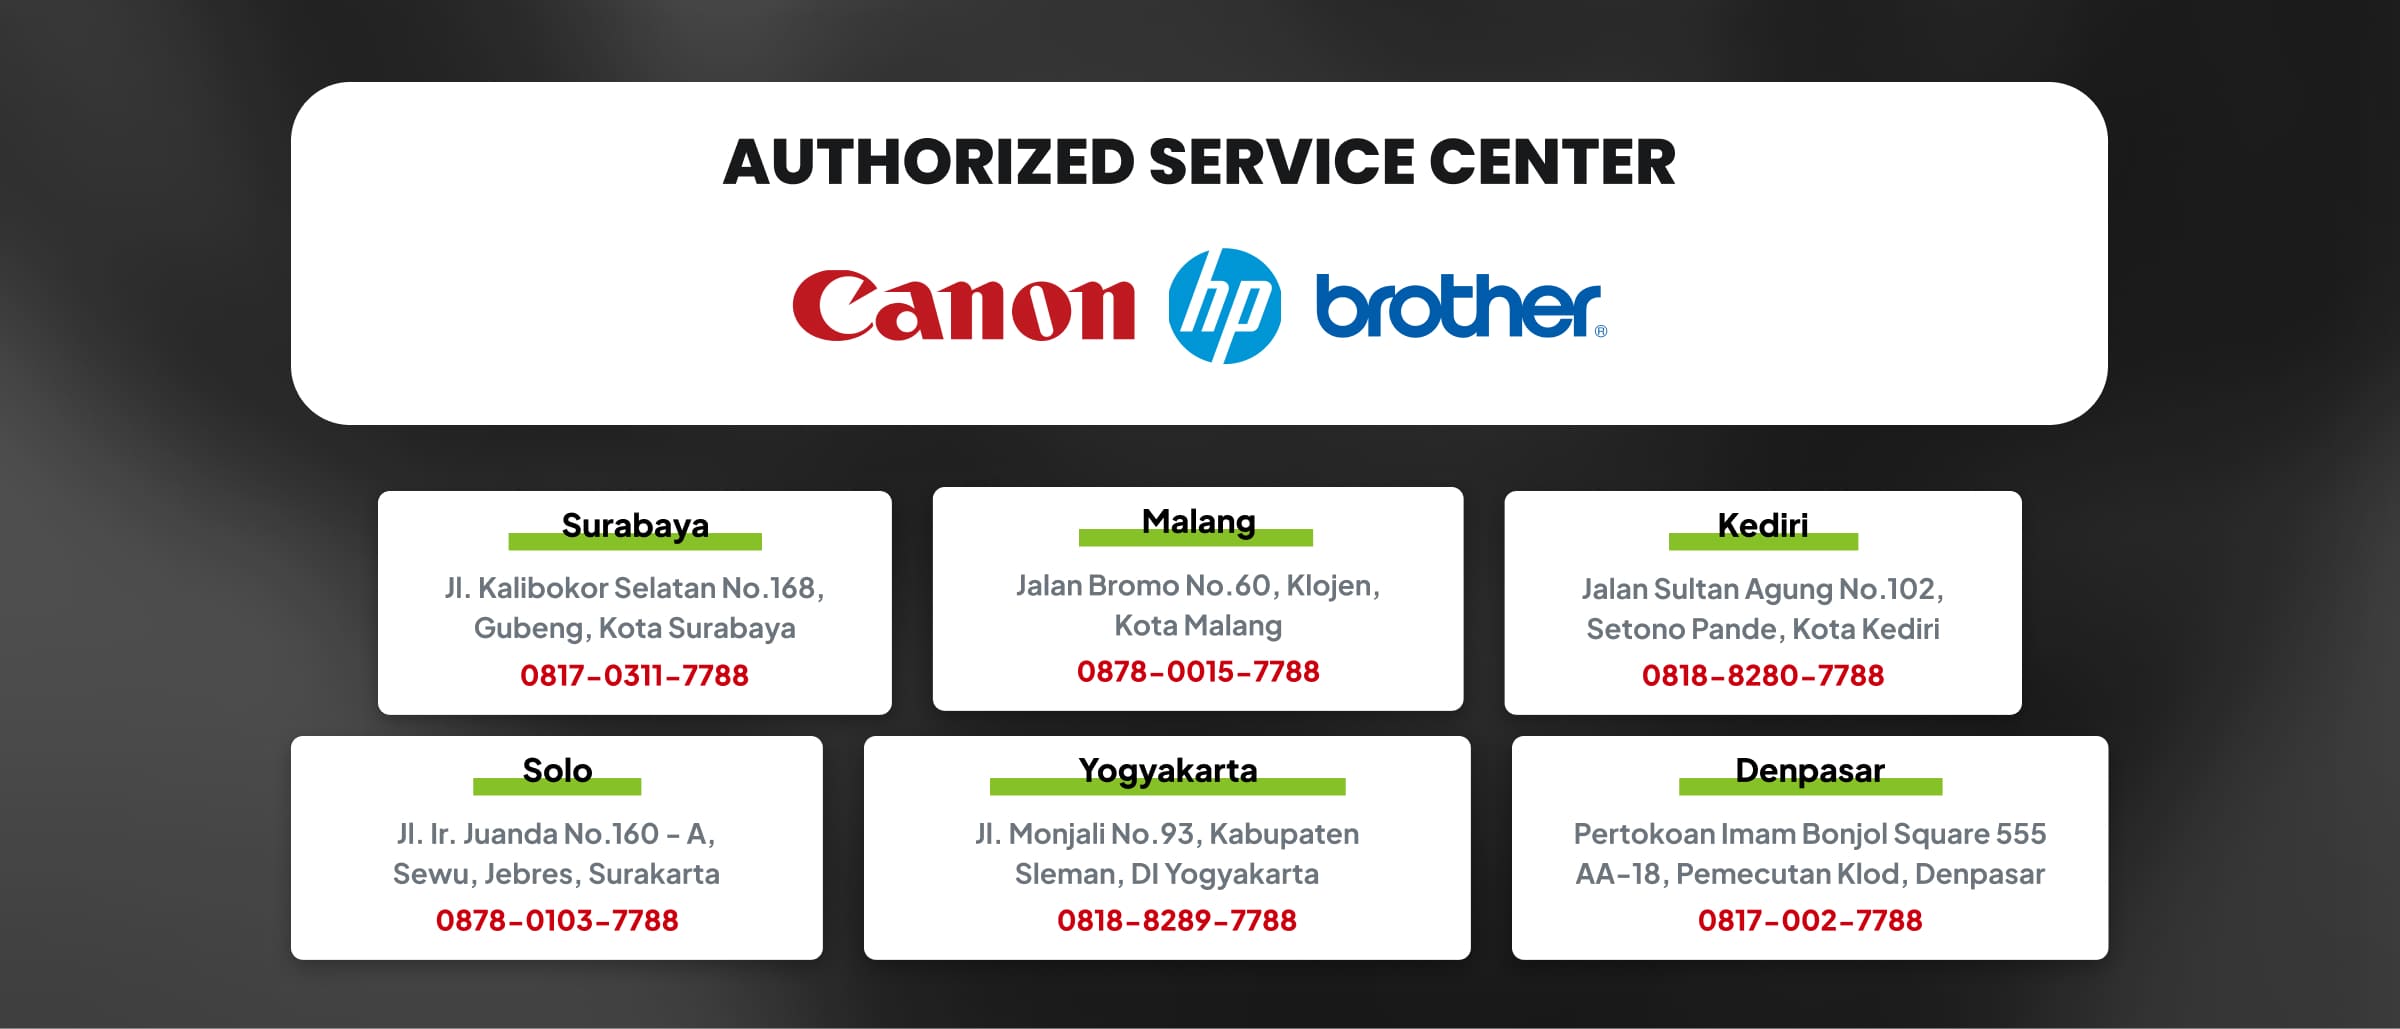 AUTHORIZED SERVICE CENTER
Canon hp brother®
Surabaya
Jl. Kalibokor Selatan No.168,
Gubeng, Kota Surabaya
0817-0311-7788
Malang
Jalan Bromo No.60, Klojen,
Kota Malang
0878-0015-7788
Kediri
Jalan Sultan Agung No.102,
Setono Pande, Kota Kediri
0818-8280-7788
Solo
Jl. Ir. Juanda No.160 - A,
Sewu, Jebres, Surakarta
0878-0103-7788
Yogyakarta
Jl. Monjali No.93, Kabupaten
Sleman, DI Yogyakarta
0818-8289-7788
Denpasar
Pertokoan Imam Bonjol Square 555
AA-18, Pemecutan Klod, Denpasar
0817-002-7788